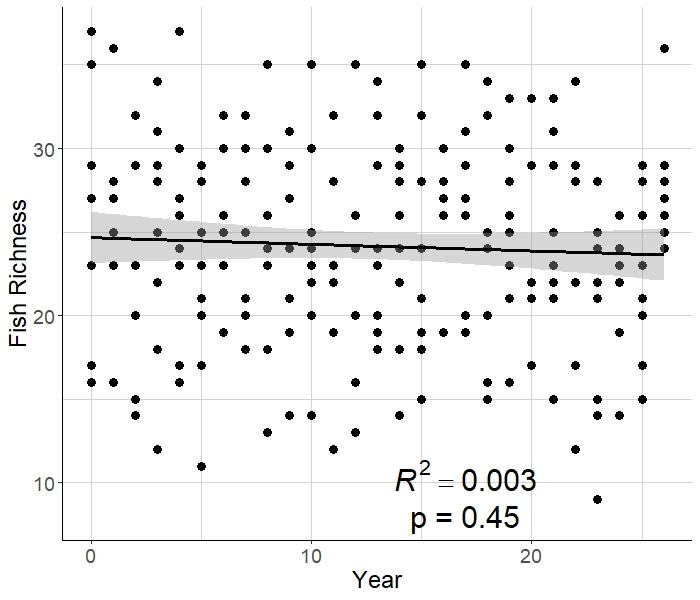 Fish Richness
30
20
10
R² = 0.003
p = 0.45
0 10 20
Year